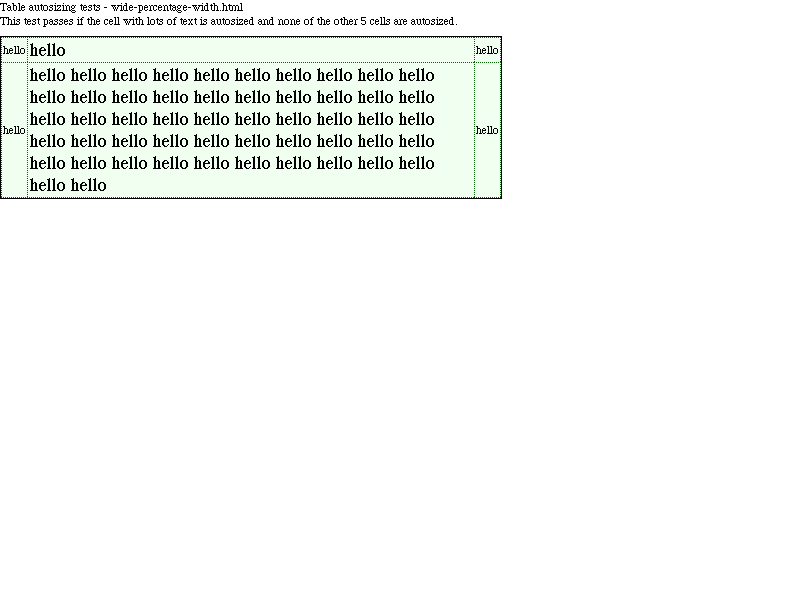 Table autosizing tests - wide-percentage-width.html
This test passes if the cell with lots of text is autosized and none of the other 5 cells are autosized.
hello hello hello
hello hello hello hello hello hello hello hello hello hello
hello hello hello hello hello hello hello hello hello hello
hello hello hello hello hello hello hello hello hello hello hello hello
hello hello hello hello hello hello hello hello hello hello
hello hello hello hello hello hello hello hello hello hello
hello hello